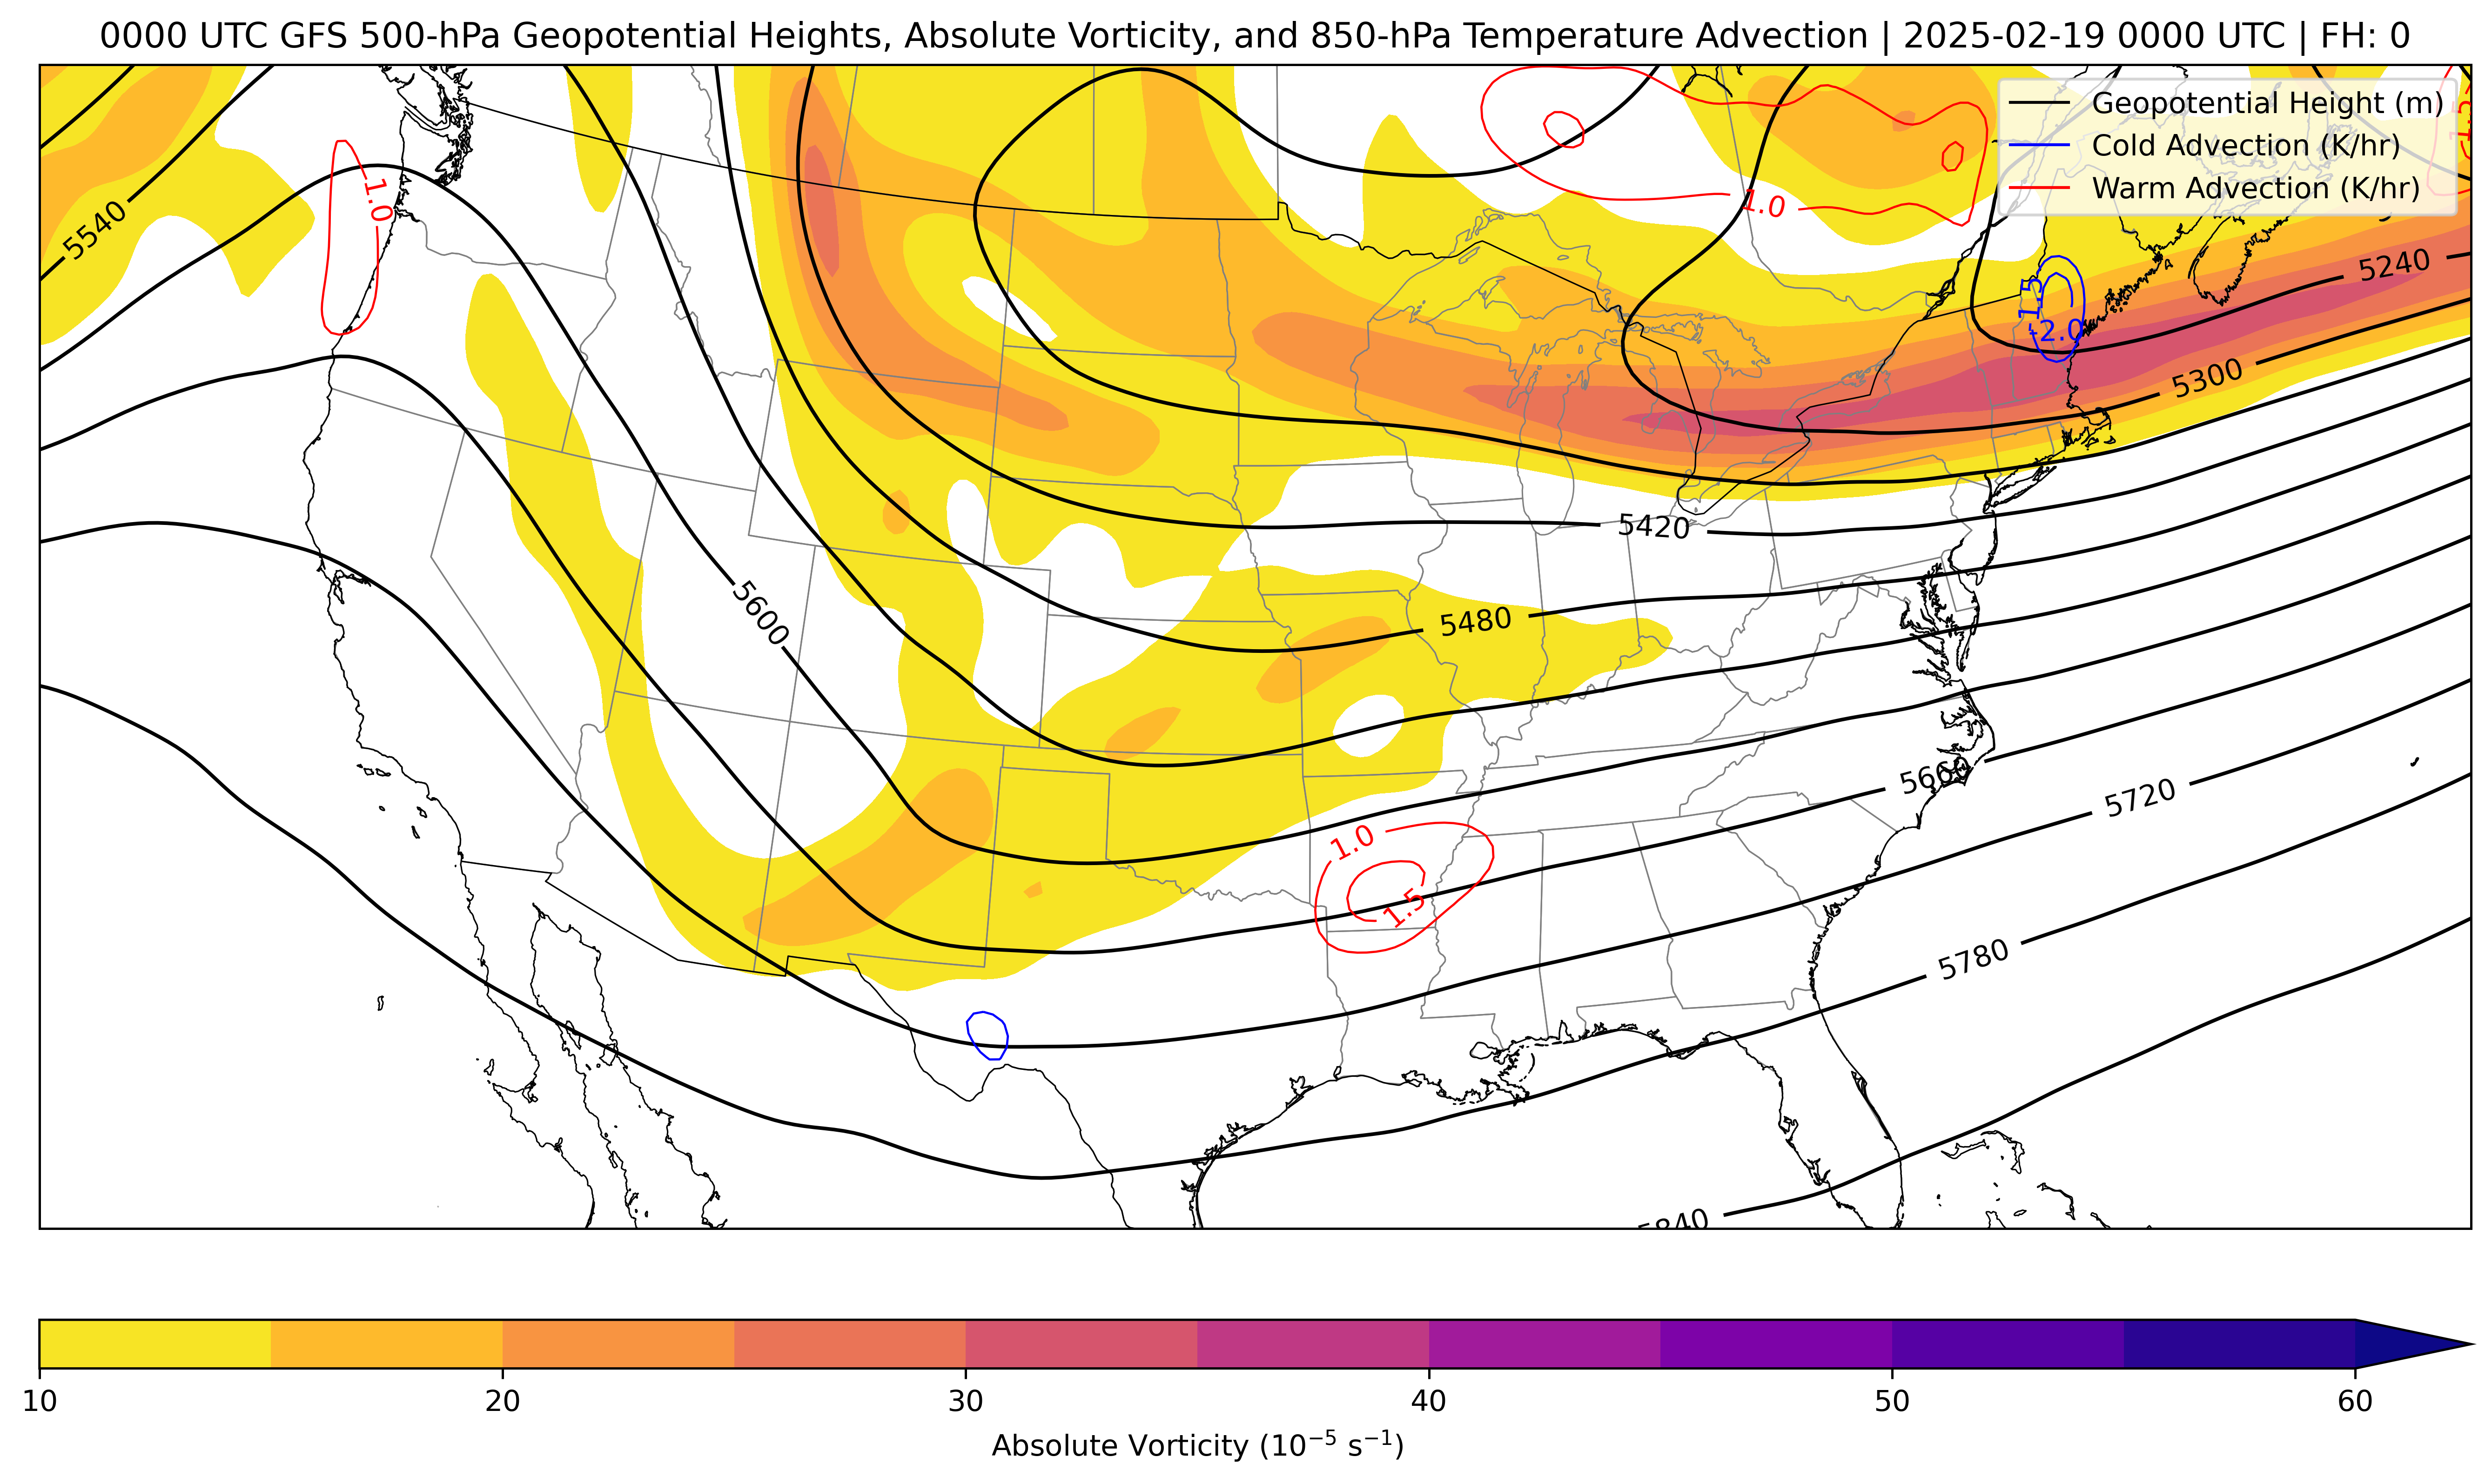 0000 UTC GFS 500-hPa Geopotential Heights, Absolute Vorticity, and 850-hPa Temperature Advection | 2025-02-19 0000 UTC | FH: 0
Geopotential Height (m)
Cold Advection (K/hr)
Warm Advection (K/hr)
5540
1.0
1.0
1.5
-2.0
5240
5300
5420
5600
5480
5660
5720
1.0
1.5
5780
5840
10 20 30 40 50 60
Absolute Vorticity (10⁻⁵ s⁻¹)